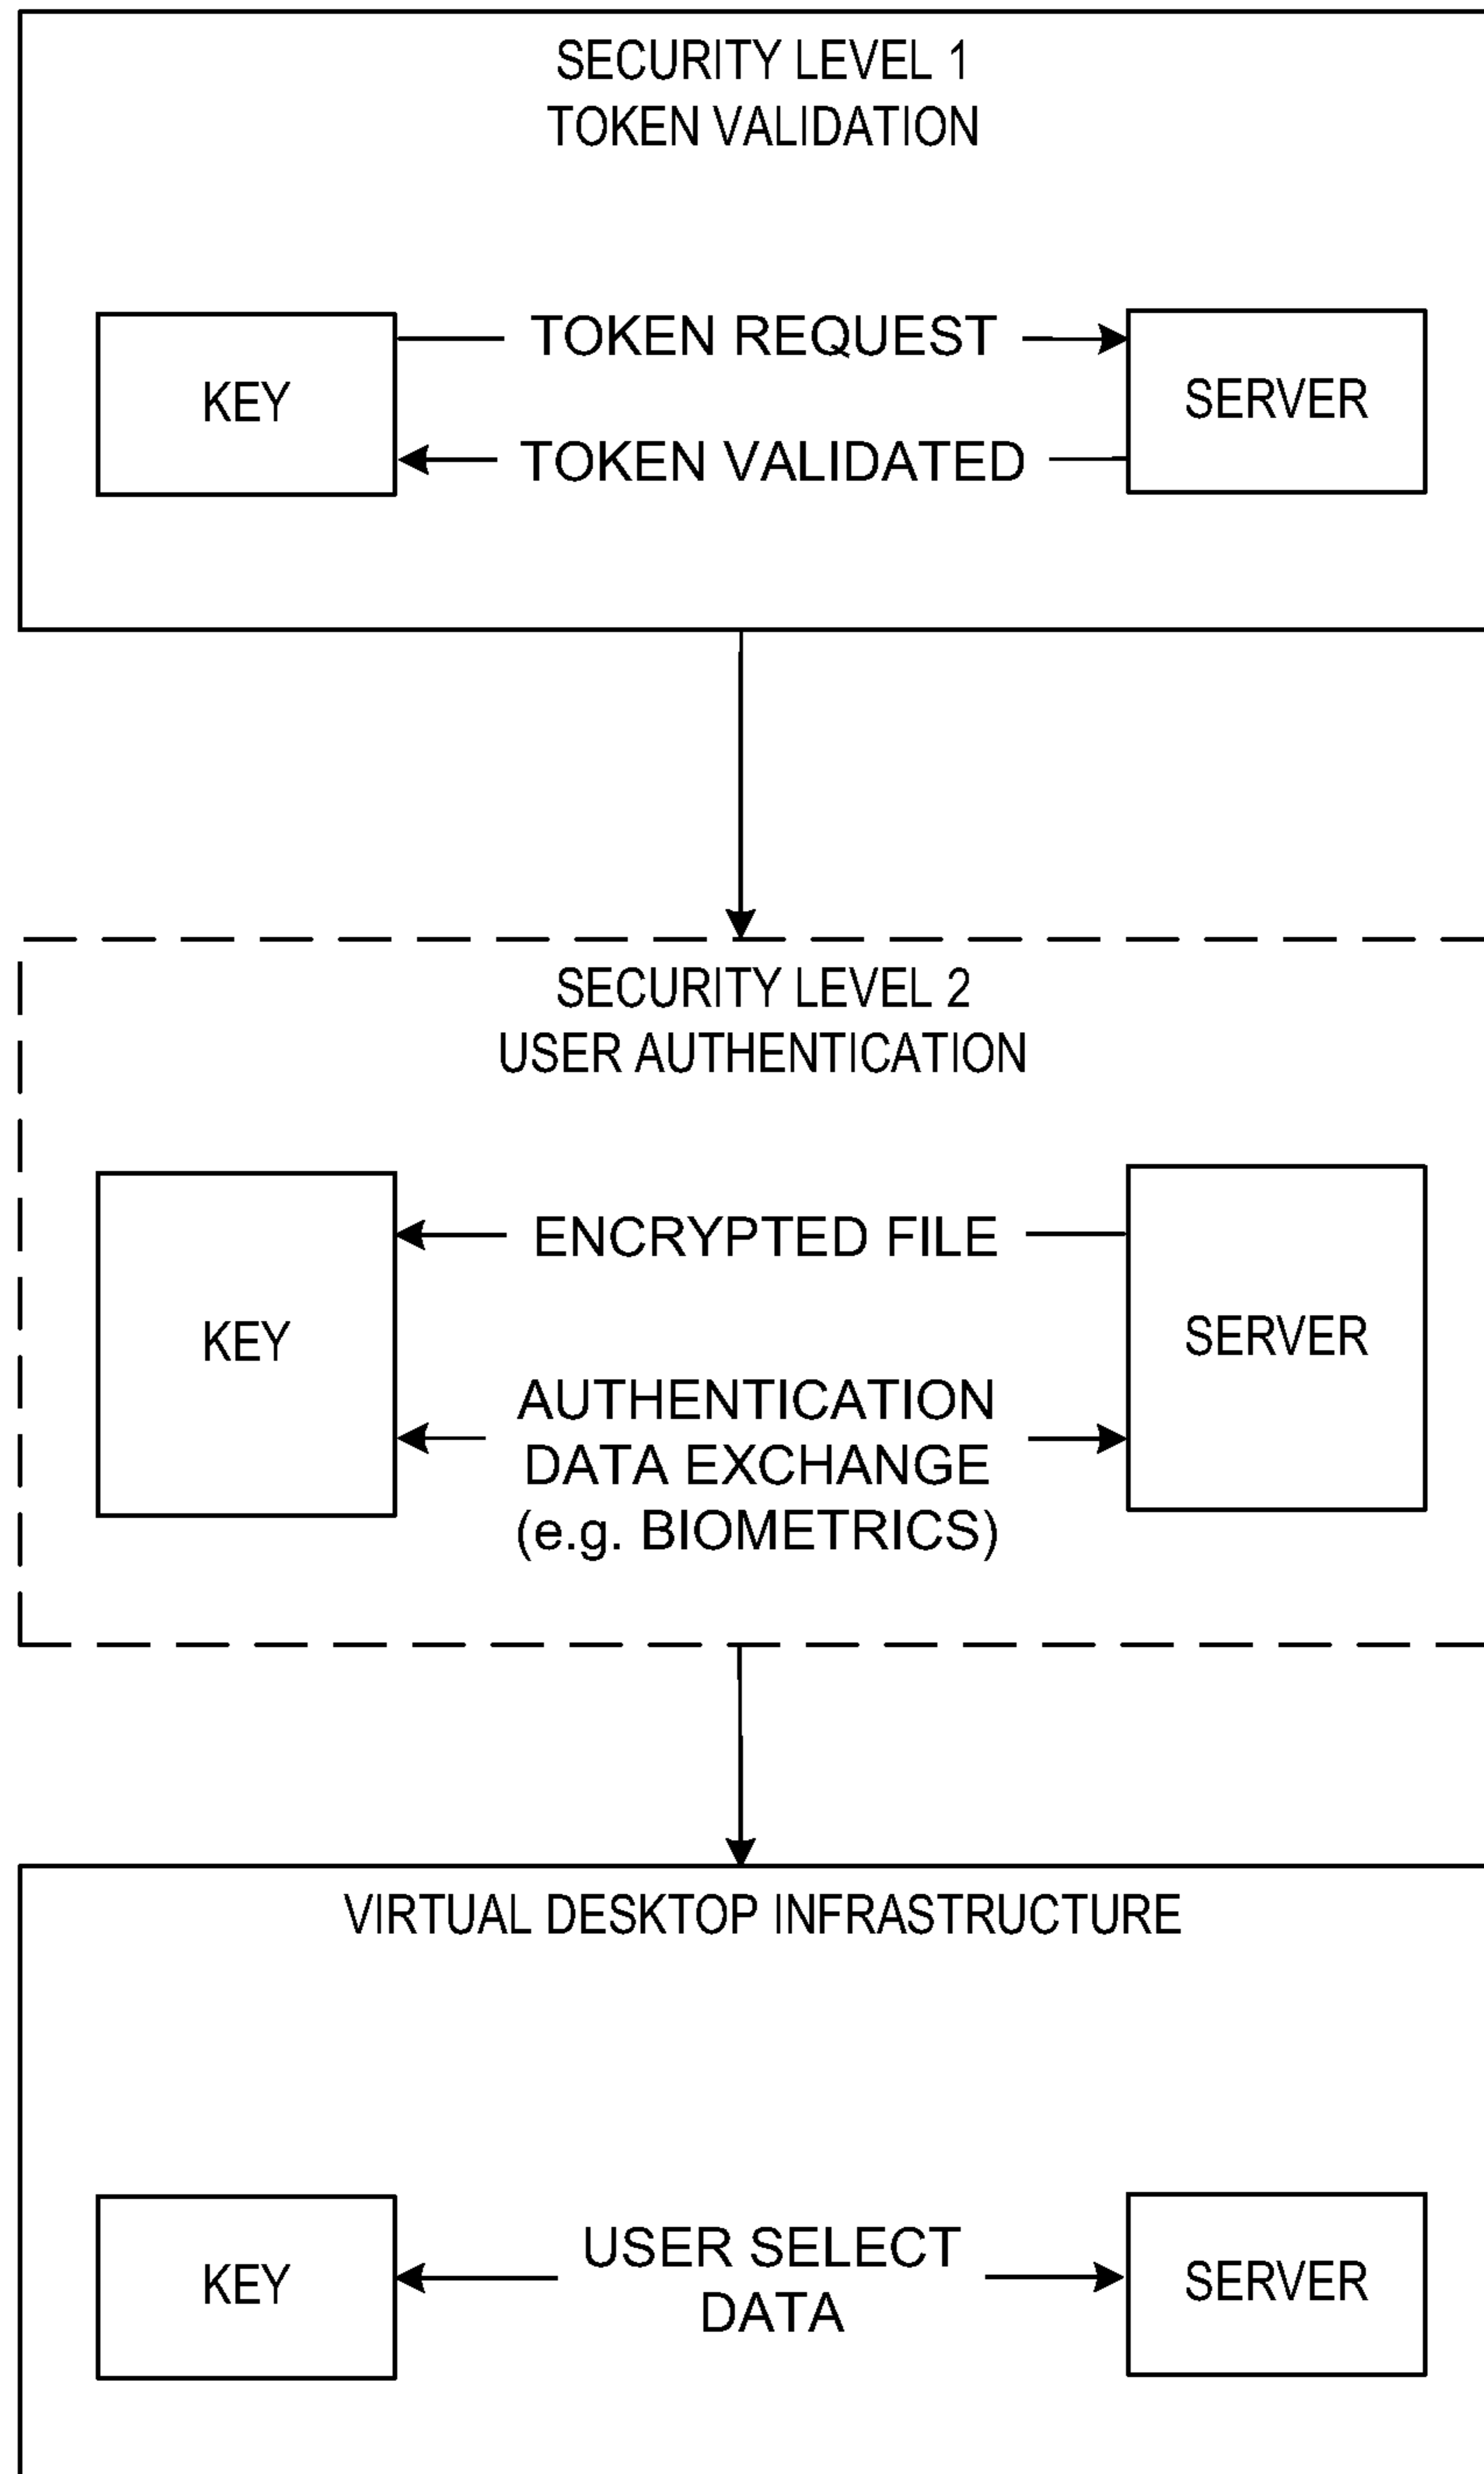 SECURITY LEVEL 1
TOKEN VALIDATION
TOKEN REQUEST
KEY
SERVER
TOKEN VALIDATED
SECURITY LEVEL 2
USER AUTHENTICATION
ENCRYPTED FILE
KEY
SERVER
AUTHENTICATION
DATA EXCHANGE
(e.g. BIOMETRICS)
VIRTUAL DESKTOP INFRASTRUCTURE
KEY
USER SELECT
DATA
SERVER